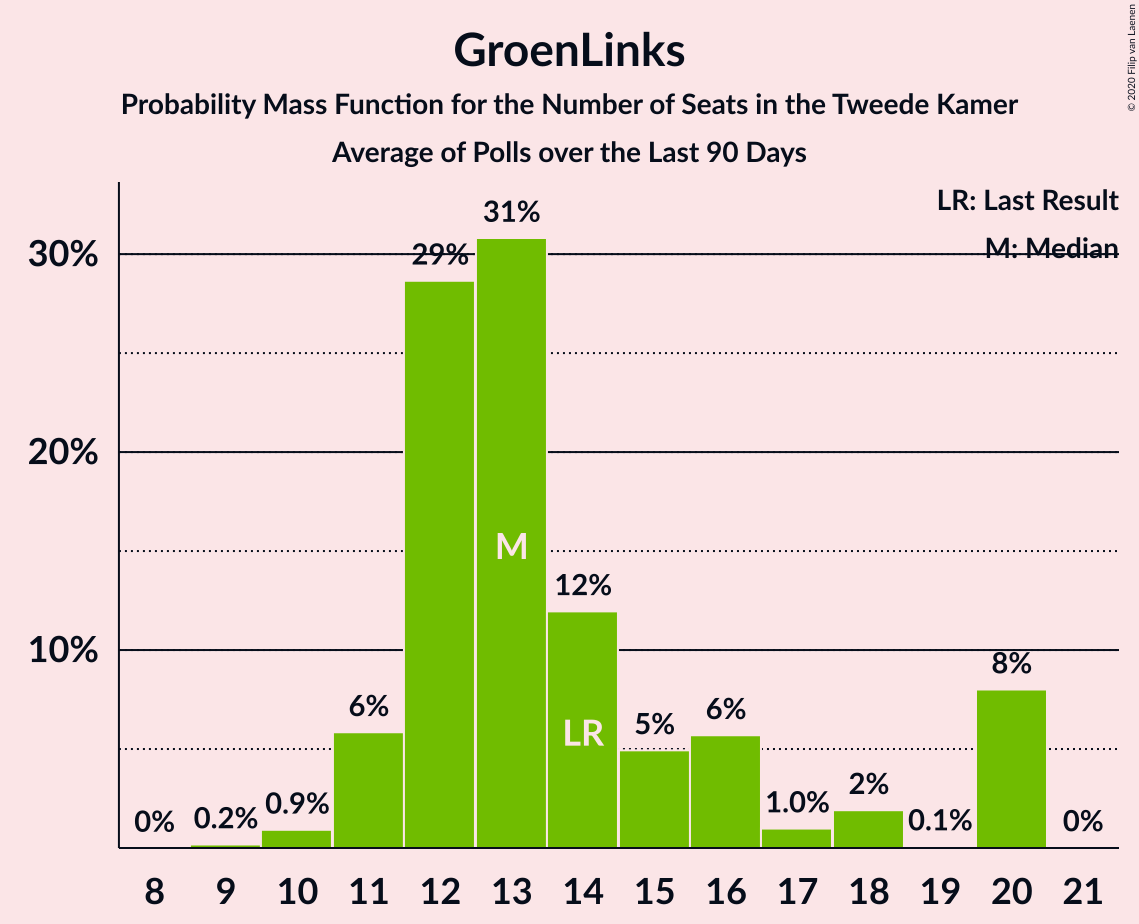 GroenLinks
Probability Mass Function for the Number of Seats in the Tweede Kamer
Average of Polls over the Last 90 Days
© 2020 Filip van Laenen
LR: Last Result
M: Median
30%
20%
10%
0%
0.2%
0.9%
6%
29%
31%
12%
5%
6%
1.0%
2%
0.1%
8%
0%
M
LR
8 9 10 11 12 13 14 15 16 17 18 19 20 21